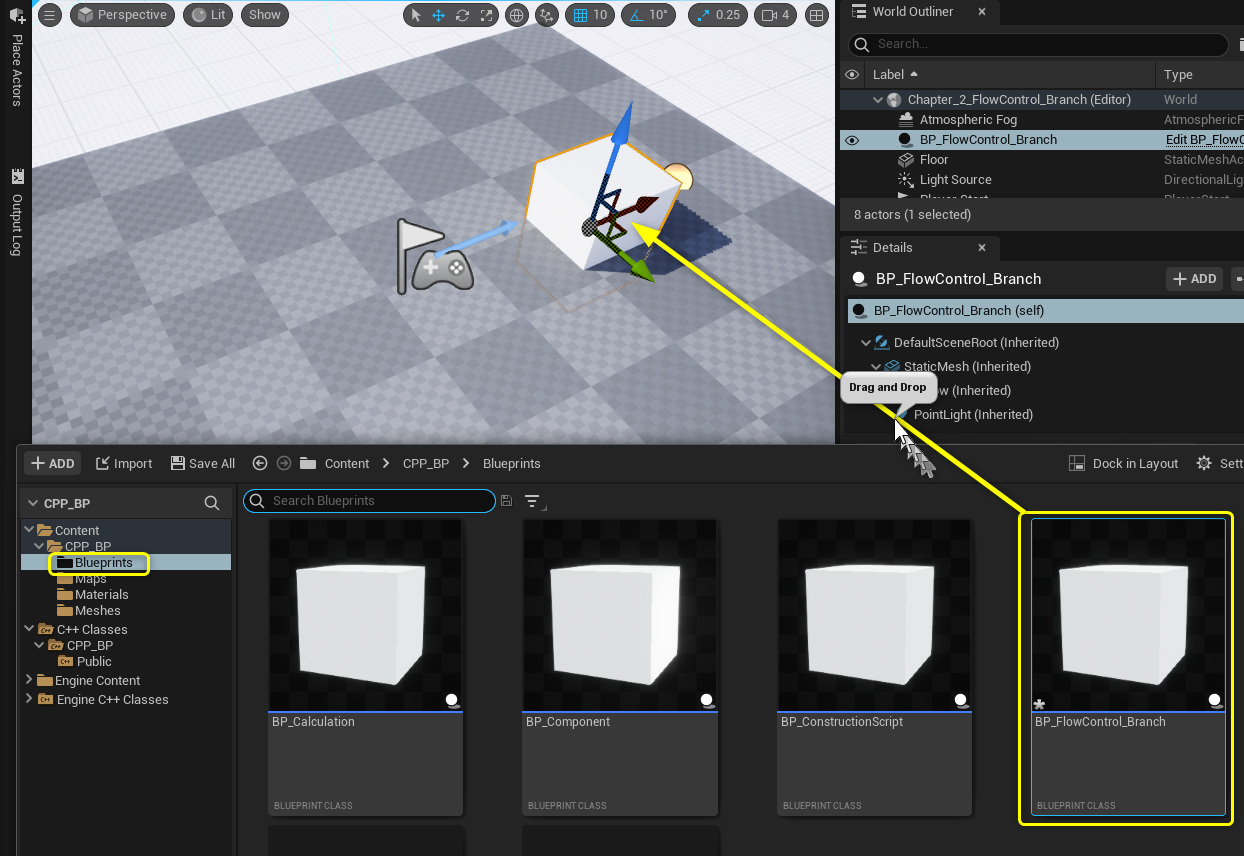 Perspective
Lit
Show
10
10°
0.25
4
Place Actors
Output Log
World Outliner
Search...
Label
Type
Chapter_2_FlowControl_Branch (Editor)
World
Atmospheric Fog
AtmosphericF
BP_FlowControl_Branch
Edit BP_FlowC
Floor
StaticMeshAc
Light Source
DirectionalLig
Player Start
PlayerStart
8 actors (1 selected)
Details
BP_FlowControl_Branch
ADD
BP_FlowControl_Branch (self)
DefaultSceneRoot (Inherited)
StaticMesh (Inherited)
Drag and Drop
ow (Inherited)
PointLight (Inherited)
ADD
Import
Save All
Content
CPP_BP
Blueprints
Dock in Layout
Sett
CPP_BP
Search Blueprints
Content
CPP_BP
Blueprints
Maps
Materials
Meshes
C++ Classes
CPP_BP
Public
Engine Content
Engine C++ Classes
BP_Calculation
BLUEPRINT CLASS
BP_Component
BLUEPRINT CLASS
BP_ConstructionScript
BLUEPRINT CLASS
BP_FlowControl_Branch
BLUEPRINT CLASS